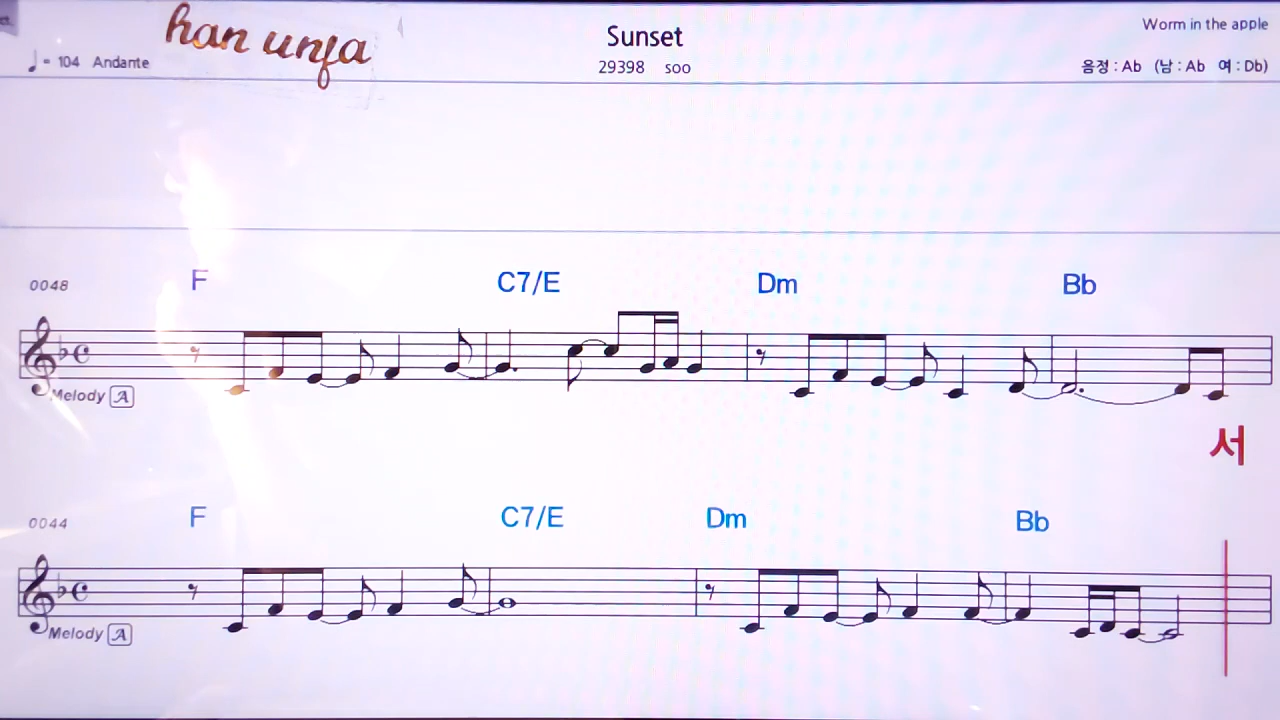 han unfa
Sunset
Worm in the apple
♩= 104 Andante
29398 soo
음정 : Ab (남 : Ab 여 : Db)
F C7/E Dm Bb
0048
Melody A
서
F C7/E Dm Bb
0044
Melody A